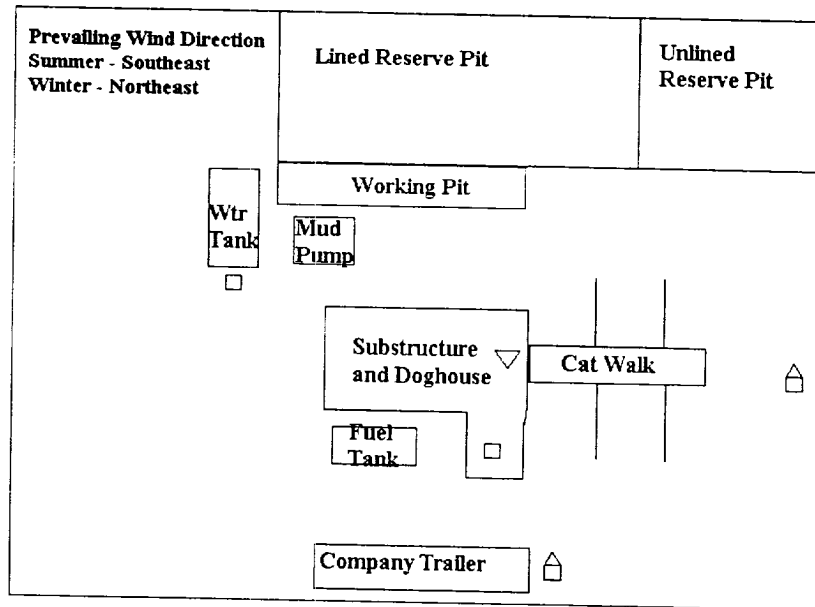 Prevailing Wind Direction
Summer - Southeast
Winter - Northeast
Lined Reserve Pit
Unlined
Reserve Pit
Working Pit
Wtr
Tank
Mud
Pump
Substructure
and Doghouse
Cat Walk
Fuel
Tank
Company Trailer